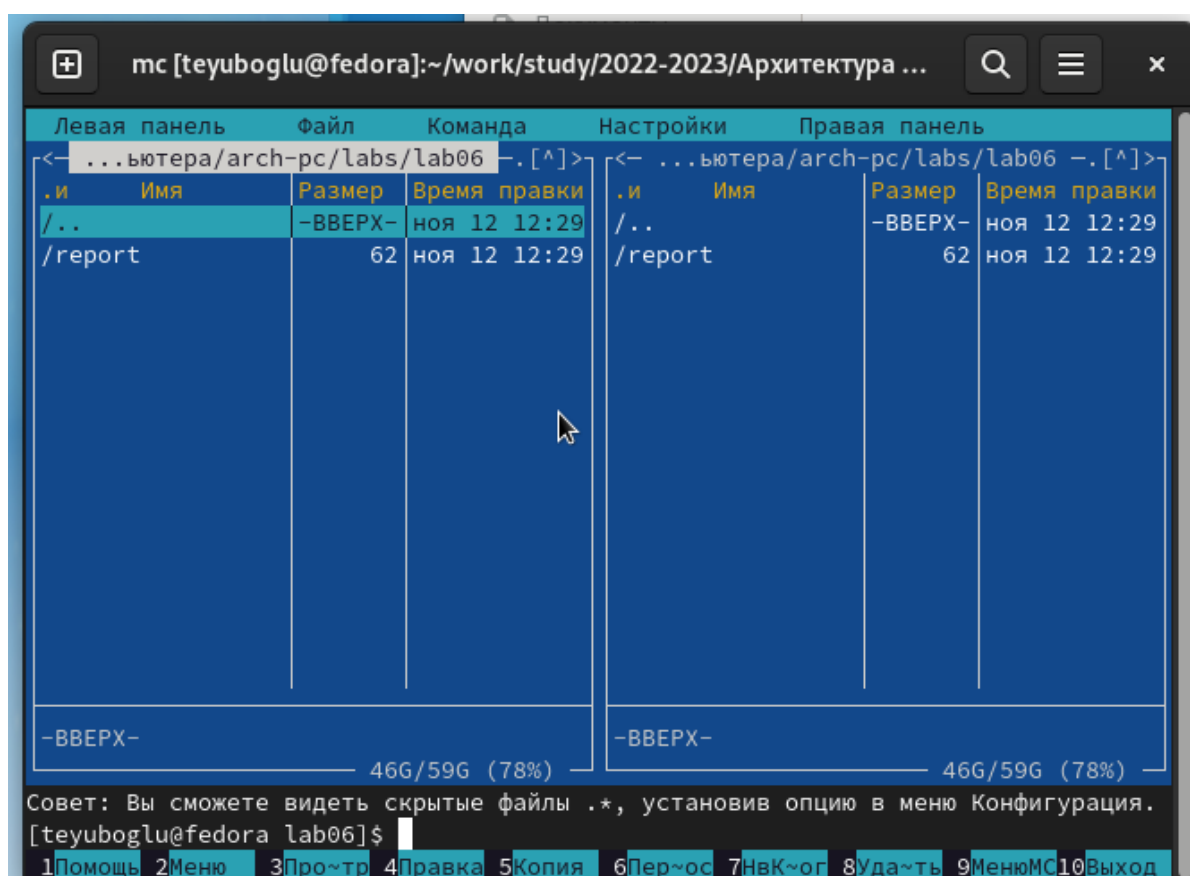 mc [teyuboglu@fedora]:~/work/study/2022-2023/Архитектура ...
Левая панель Файл Команда Настройки Правая панель
<— ...ьютера/arch-pc/labs/lab06 —.[^]> <— ...ьютера/arch-pc/labs/lab06 —.[^]>
.и Имя Размер Время правки .и Имя Размер Время правки
/.. -ВВЕРХ- ноя 12 12:29 /.. -ВВЕРХ- ноя 12 12:29
/report 62 ноя 12 12:29 /report 62 ноя 12 12:29
-ВВЕРХ- -ВВЕРХ-
46G/59G (78%) 46G/59G (78%)
Совет: Вы сможете видеть скрытые файлы .*, установив опцию в меню Конфигурация.
[teyuboglu@fedora lab06]$
1Помощь 2Меню 3Про~тр 4Правка 5Копия 6Пер~ос 7НвК~ог 8Уда~ть 9МенюМС 10Выход